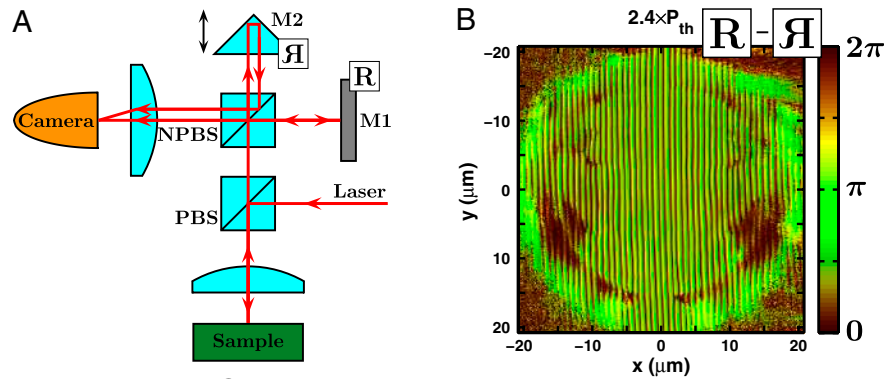 A
M2
Я
R
Camera
NPBS
M1
Laser
PBS
Sample
B
2.4×P_th
R - Я
2π
π
0
y (μm)
-20
-10
0
10
20
-20 -10 0 10 20
x (μm)